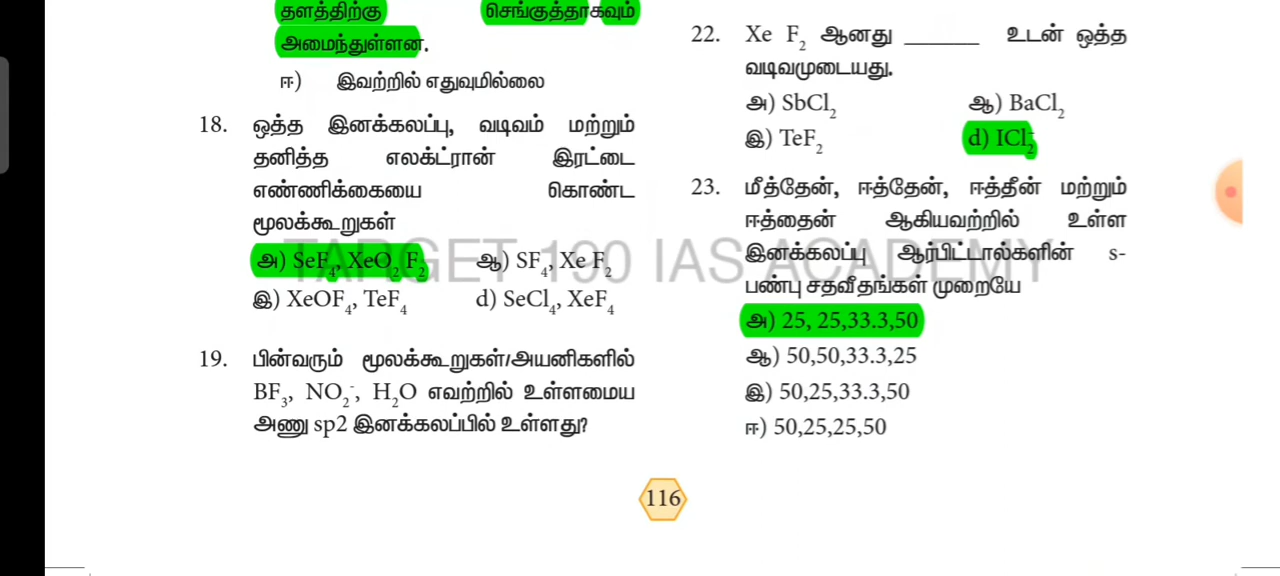 தளத்திற்கு செங்குத்தாகவும்
அமைந்துள்ளன.
ஈ) இவற்றில் எதுவுமில்லை
18. ஒத்த இனக்கலப்பு, வடிவம் மற்றும்
தனித்த எலக்ட்ரான் இரட்டை
எண்ணிக்கையை கொண்ட
மூலக்கூறுகள்
அ) SeF₄, XeO₂ F₂ ஆ) SF₄, Xe F₂
இ) XeOF₄, TeF₄ d) SeCl₄, XeF₄
19. பின்வரும் மூலக்கூறுகள்/அயனிகளில்
BF₃, NO₂⁻, H₂O எவற்றில் உள்ளமைய
அணு sp2 இனக்கலப்பில் உள்ளது?
22. Xe F₂ ஆனது _______ உடன் ஒத்த
வடிவமுடையது.
அ) SbCl₂ ஆ) BaCl₂
இ) TeF₂ d) ICl₂⁻
23. மீத்தேன், ஈத்தேன், ஈத்தீன் மற்றும்
ஈத்தைன் ஆகியவற்றில் உள்ள
இனக்கலப்பு ஆர்பிட்டால்களின் s-
பண்பு சதவீதங்கள் முறையே
அ) 25, 25,33.3,50
ஆ) 50,50,33.3,25
இ) 50,25,33.3,50
ஈ) 50,25,25,50
TARGET 190 IAS ACADEMY
116